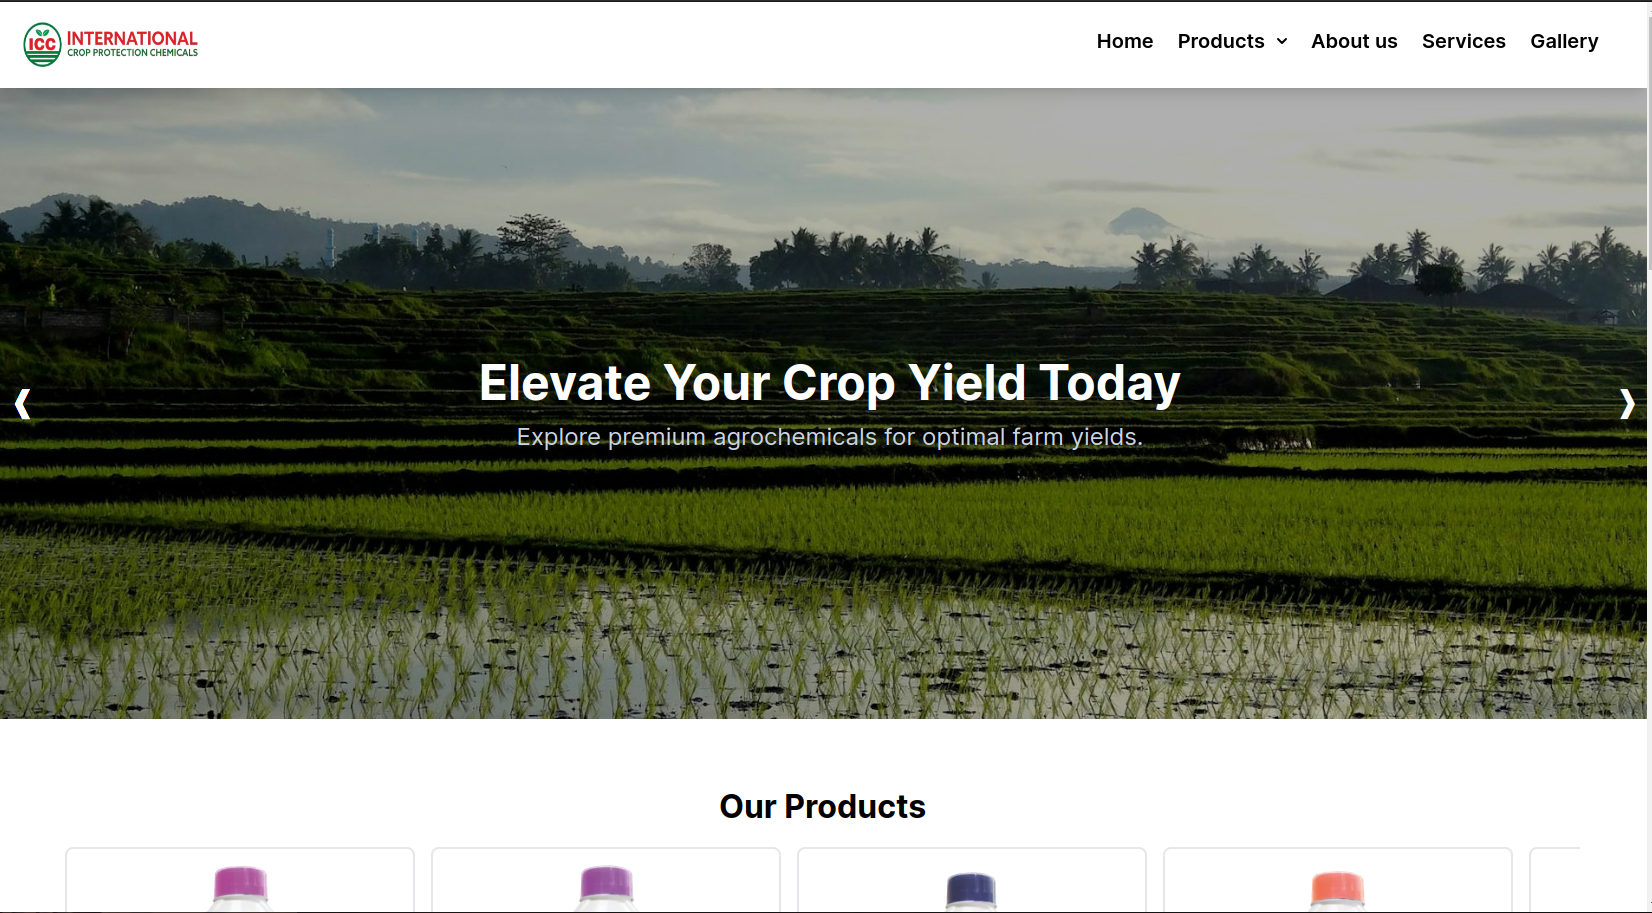 ICC
INTERNATIONAL
CROP PROTECTION CHEMICALS
Home Products About us Services Gallery
Elevate Your Crop Yield Today
Explore premium agrochemicals for optimal farm yields.
Our Products